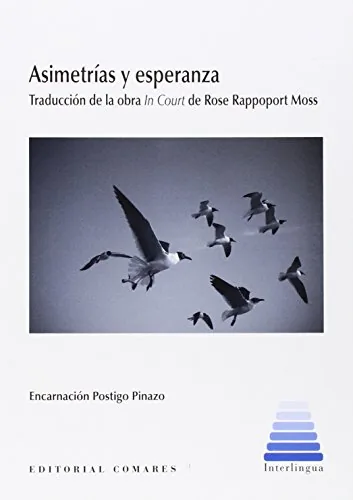 Asimetrías y esperanza
Traducción de la obra In Court de Rose Rappoport Moss
Encarnación Postigo Pinazo
EDITORIAL COMARES
Interlingua